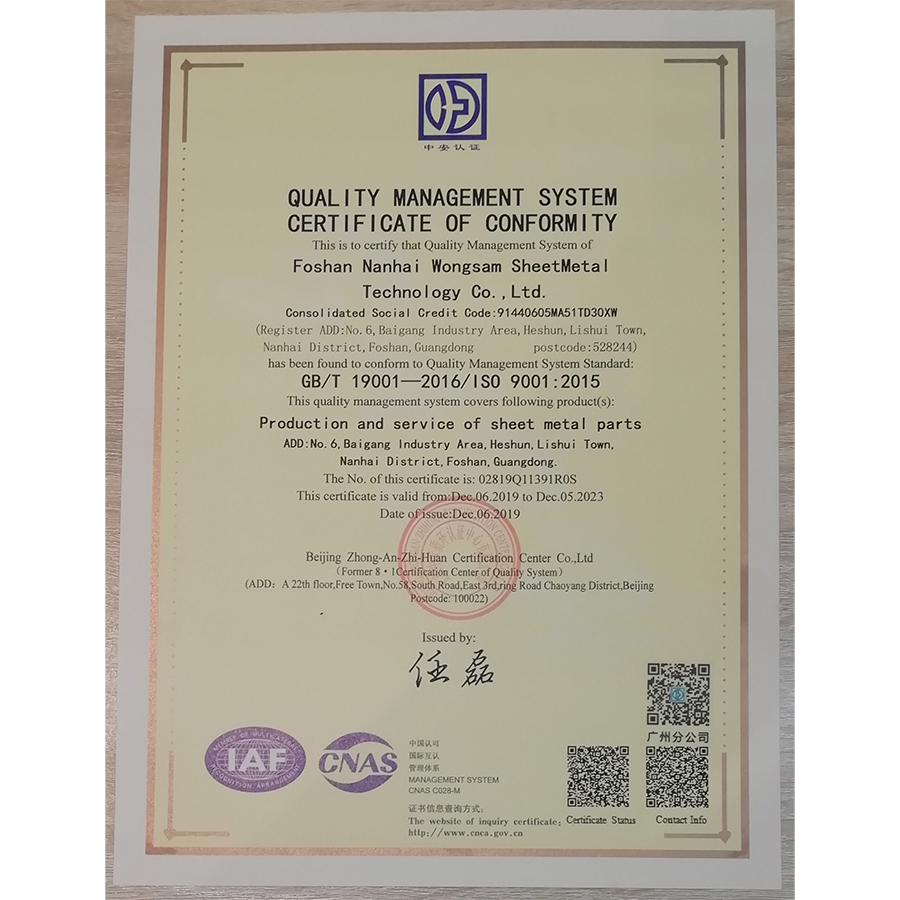 中安认证
QUALITY MANAGEMENT SYSTEM
CERTIFICATE OF CONFORMITY
This is to certify that Quality Management System of
Foshan Nanhai Wongsam SheetMetal
Technology Co.,Ltd.
Consolidated Social Credit Code:91440605MA51TD30XW
(Register ADD:No.6,Baigang Industry Area,Heshun,Lishui Town,
Nanhai District,Foshan,Guangdong postcode:528244)
has been found to conform to Quality Management System Standard:
GB/T 19001—2016/ISO 9001:2015
This quality management system covers following product(s):
Production and service of sheet metal parts
ADD:No.6,Baigang Industry Area,Heshun,Lishui Town,
Nanhai District,Foshan,Guangdong.
The No. of this certificate is: 02819Q11391R0S
This certificate is valid from:Dec.06.2019 to Dec.05.2023
Date of issue:Dec.06.2019
Beijing Zhong-An-Zhi-Huan Certification Center Co.,Ltd
(Former 8·1Certification Center of Quality System)
(ADD: A 22th floor,Free Town,No.58,South Road,East 3rd,ring Road Chaoyang District,Beijing
Postcode: 100022)
Issued by:
任磊
广州分公司
MEMBER OF MULTILATERAL
IAF
RECOGNITION ARRANGEMENT
CNAS
中国认可
国际互认
管理体系
MANAGEMENT SYSTEM
CNAS C028-M
证书信息查询方式:
The website of inquiry certificate:
http://www.cnca.gov.cn
Certificate Status
Contact Info